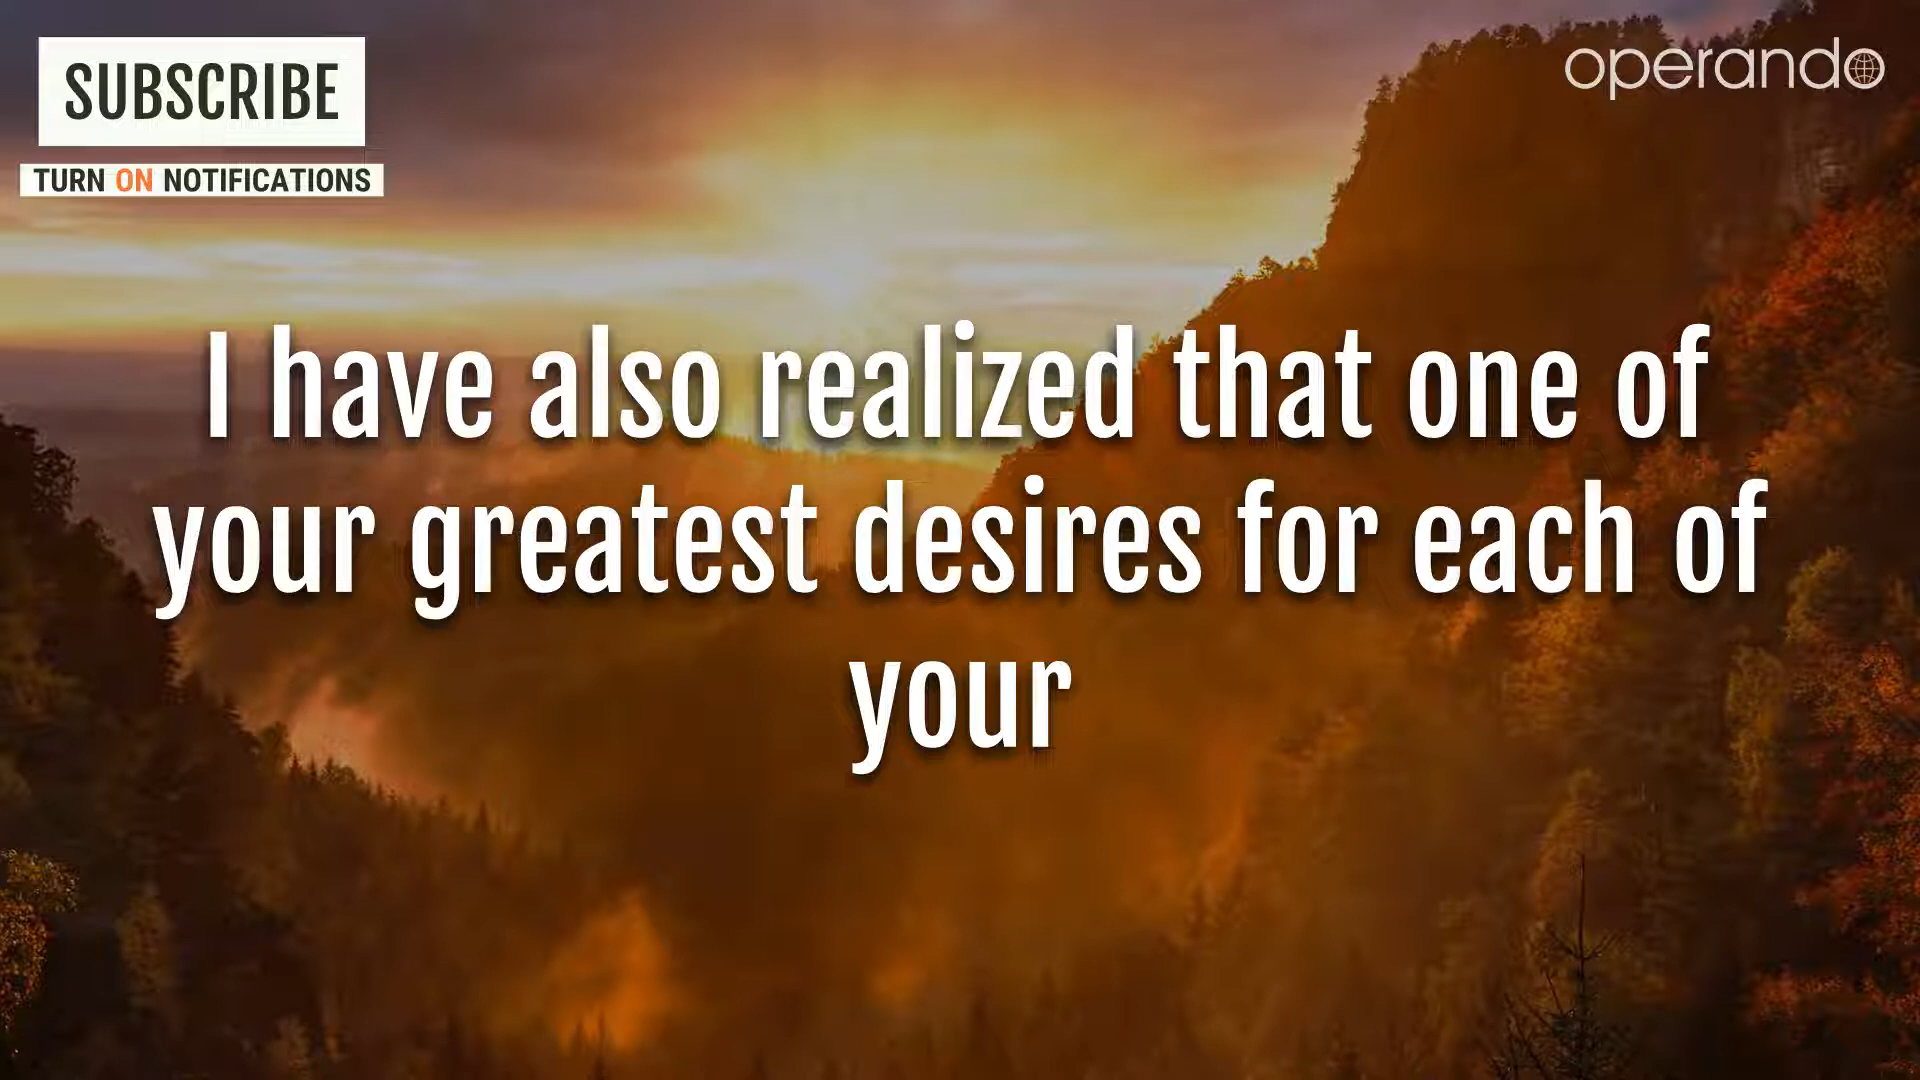 SUBSCRIBE
TURN ON NOTIFICATIONS
operando
I have also realized that one of
your greatest desires for each of
your